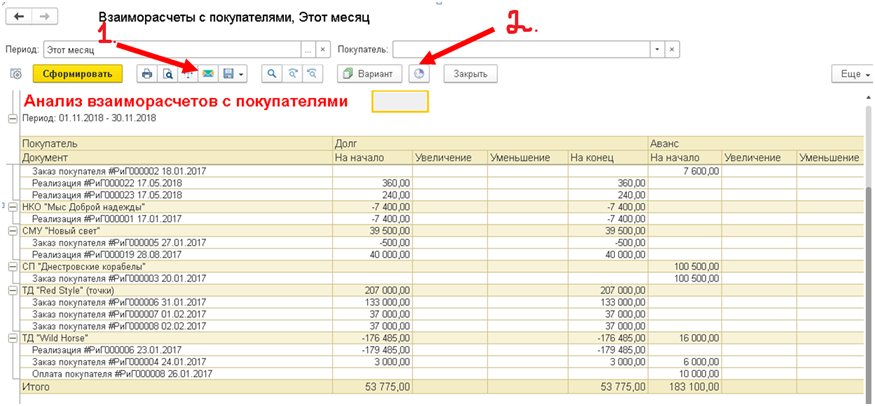 Взаиморасчеты с покупателями, Этот месяц
1. 2.
Период: Этот месяц ... × Покупатель: ×
Сформировать Вариант Закрыть Еще
Анализ взаиморасчетов с покупателями
Период: 01.11.2018 - 30.11.2018
Покупатель Долг Аванс
Документ На начало Увеличение Уменьшение На конец На начало Увеличение Уменьшение
Заказ покупателя #РиГ000002 18.01.2017 7 600,00
Реализация #РиГ000022 17.05.2018 360,00 360,00
Реализация #РиГ000023 17.05.2018 240,00 240,00
НКО "Мыс Доброй надежды" -7 400,00 -7 400,00
Реализация #РиГ000001 17.01.2017 -7 400,00 -7 400,00
СМУ "Новый свет" 39 500,00 39 500,00
Заказ покупателя #РиГ000005 27.01.2017 -500,00 -500,00
Реализация #РиГ000019 28.08.2017 40 000,00 40 000,00
СП "Днестровские корабелы" 100 500,00
Заказ покупателя #РиГ000003 20.01.2017 100 500,00
ТД "Red Style" (точки) 207 000,00 207 000,00
Заказ покупателя #РиГ000006 31.01.2017 133 000,00 133 000,00
Заказ покупателя #РиГ000007 01.02.2017 37 000,00 37 000,00
Заказ покупателя #РиГ000008 02.02.2017 37 000,00 37 000,00
ТД "Wild Horse" -176 485,00 -176 485,00 16 000,00
Реализация #РиГ000006 23.01.2017 -179 485,00 -179 485,00
Заказ покупателя #РиГ000004 24.01.2017 3 000,00 3 000,00 6 000,00
Оплата покупателя #РиГ000008 26.01.2017 10 000,00
Итого 53 775,00 53 775,00 183 100,00